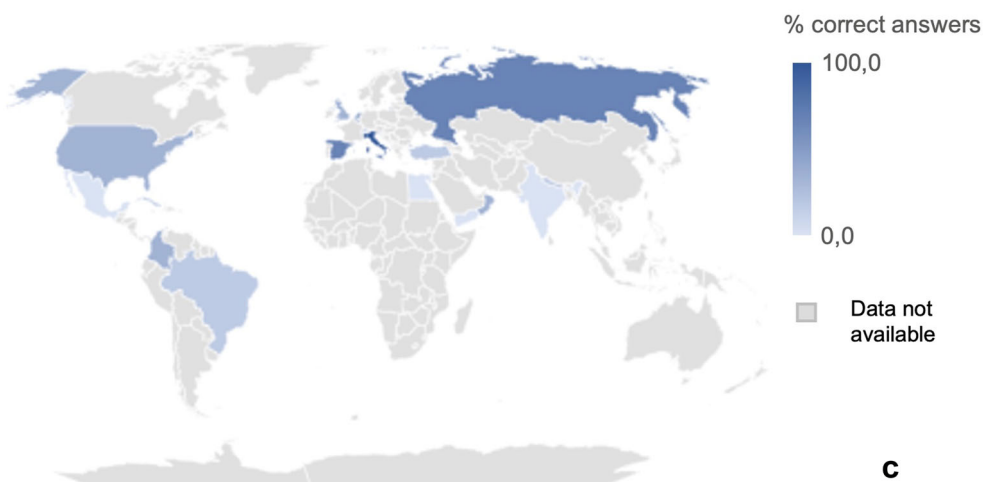 % correct answers
100,0
0,0
Data not
available
c